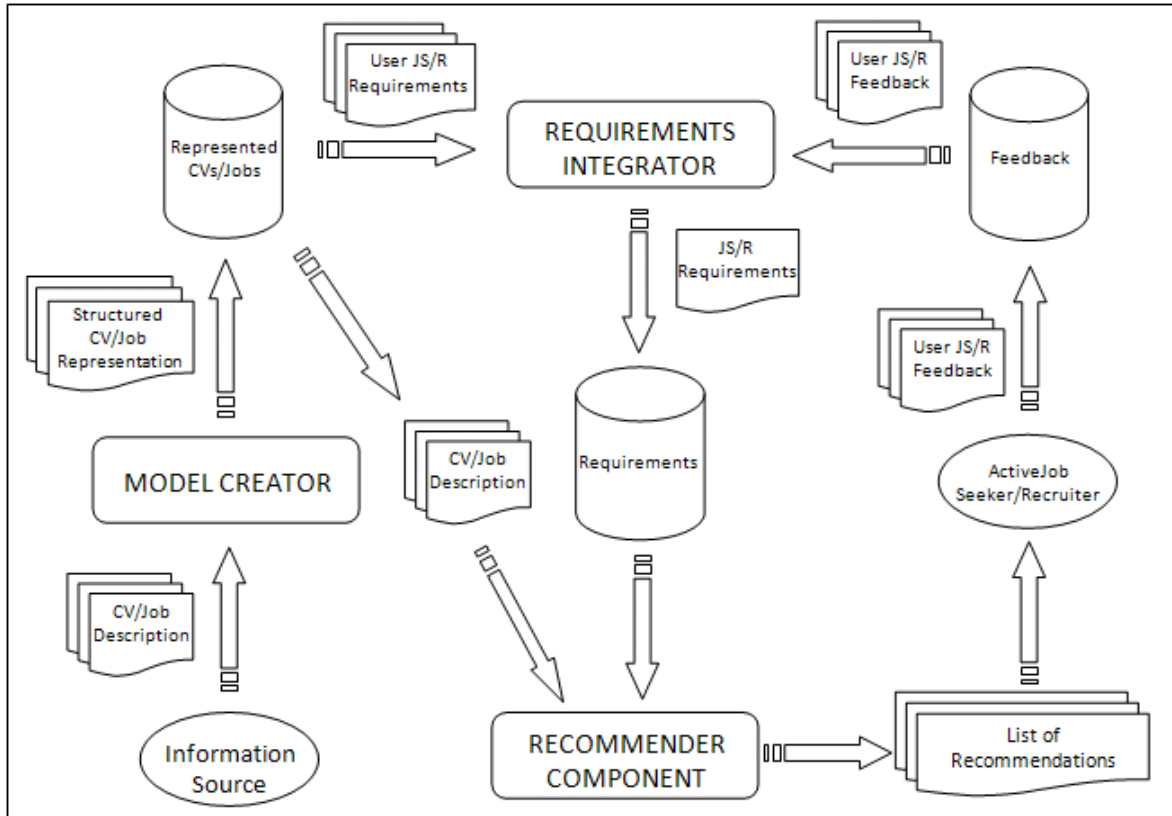 User JS/R
Requirements
User JS/R
Feedback
Represented
CVs/Jobs
REQUIREMENTS
INTEGRATOR
Feedback
JS/R
Requirements
Structured
CV/Job
Representation
User JS/R
Feedback
MODEL CREATOR
CV/Job
Description
Requirements
ActiveJob
Seeker/Recruiter
CV/Job
Description
Information
Source
RECOMMENDER
COMPONENT
List of
Recommendations